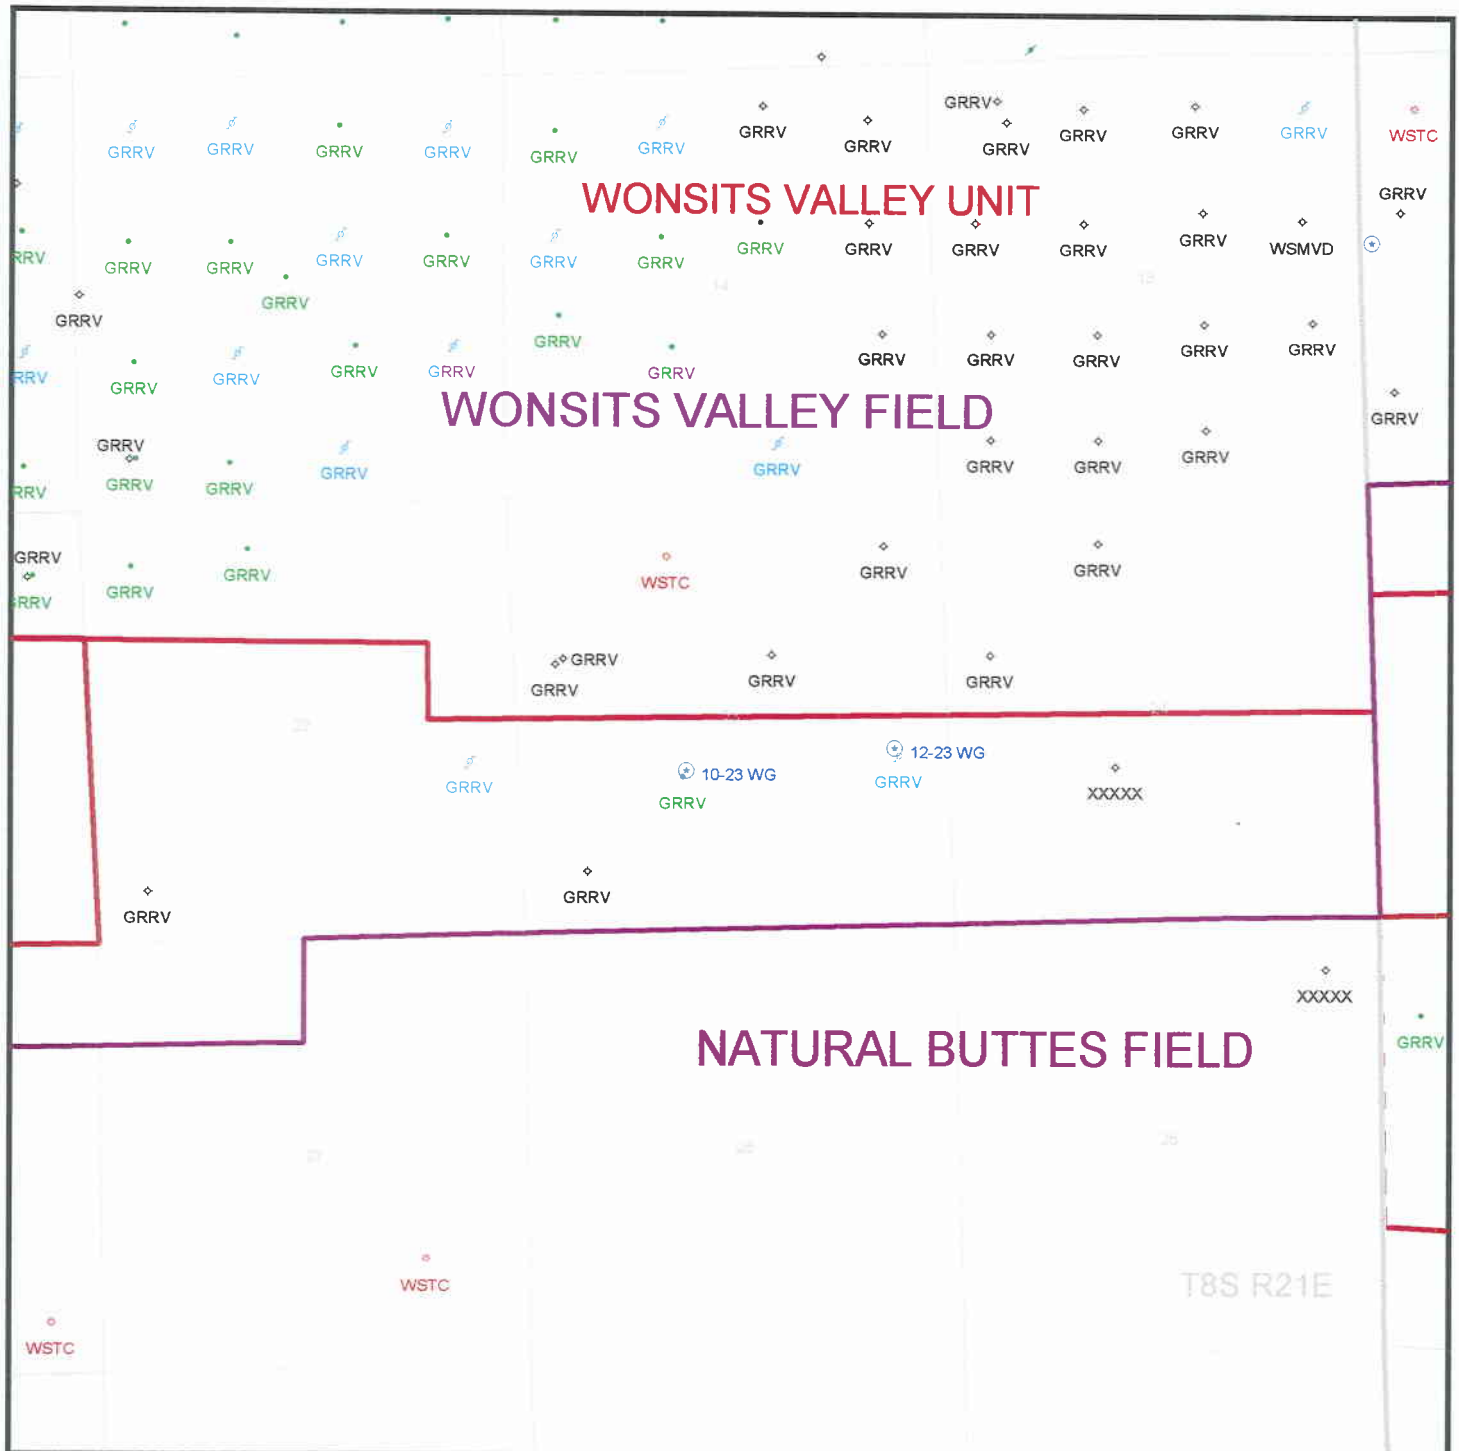 GRRV GRRV GRRV GRRV
GRRV GRRV GRRV GRRV GRRV GRRV GRRV GRRV GRRV GRRV WSTC
WONSITS VALLEY UNIT
GRRV
RRV GRRV GRRV GRRV GRRV GRRV GRRV GRRV GRRV GRRV GRRV GRRV WSMVD
14
GRRV
GRRV
RRV GRRV GRRV GRRV GRRV GRRV GRRV GRRV GRRV GRRV GRRV GRRV
WONSITS VALLEY FIELD
GRRV
GRRV
RRV GRRV GRRV GRRV GRRV GRRV GRRV GRRV
GRRV
GRRV GRRV GRRV
WSTC GRRV GRRV
GRRV
GRRV GRRV GRRV
22 24
10-23 WG 12-23 WG
GRRV GRRV GRRV XXXXX
GRRV GRRV
XXXXX
NATURAL BUTTES FIELD
GRRV
WSTC
T8S R21E
WSTC